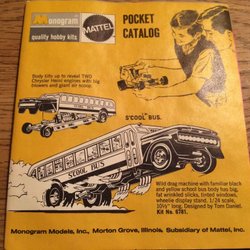 Monogram
quality hobby kits
MATTEL
POCKET
CATALOG
Body tilts up to reveal TWO
Chrysler Hemi engines with big
blowers and giant air scoop.
S'COOL BUS.
S'COOL BUS
Wild drag machine with familiar black
and yellow school bus body has big,
fat wrinkled slicks, tinted windows,
wheelie display stand. 1/24 scale,
10½" long. Designed by Tom Daniel.
Kit No. 6781.
Monogram Models, Inc., Morton Grove, Illinois, Subsidiary of Mattel, Inc.